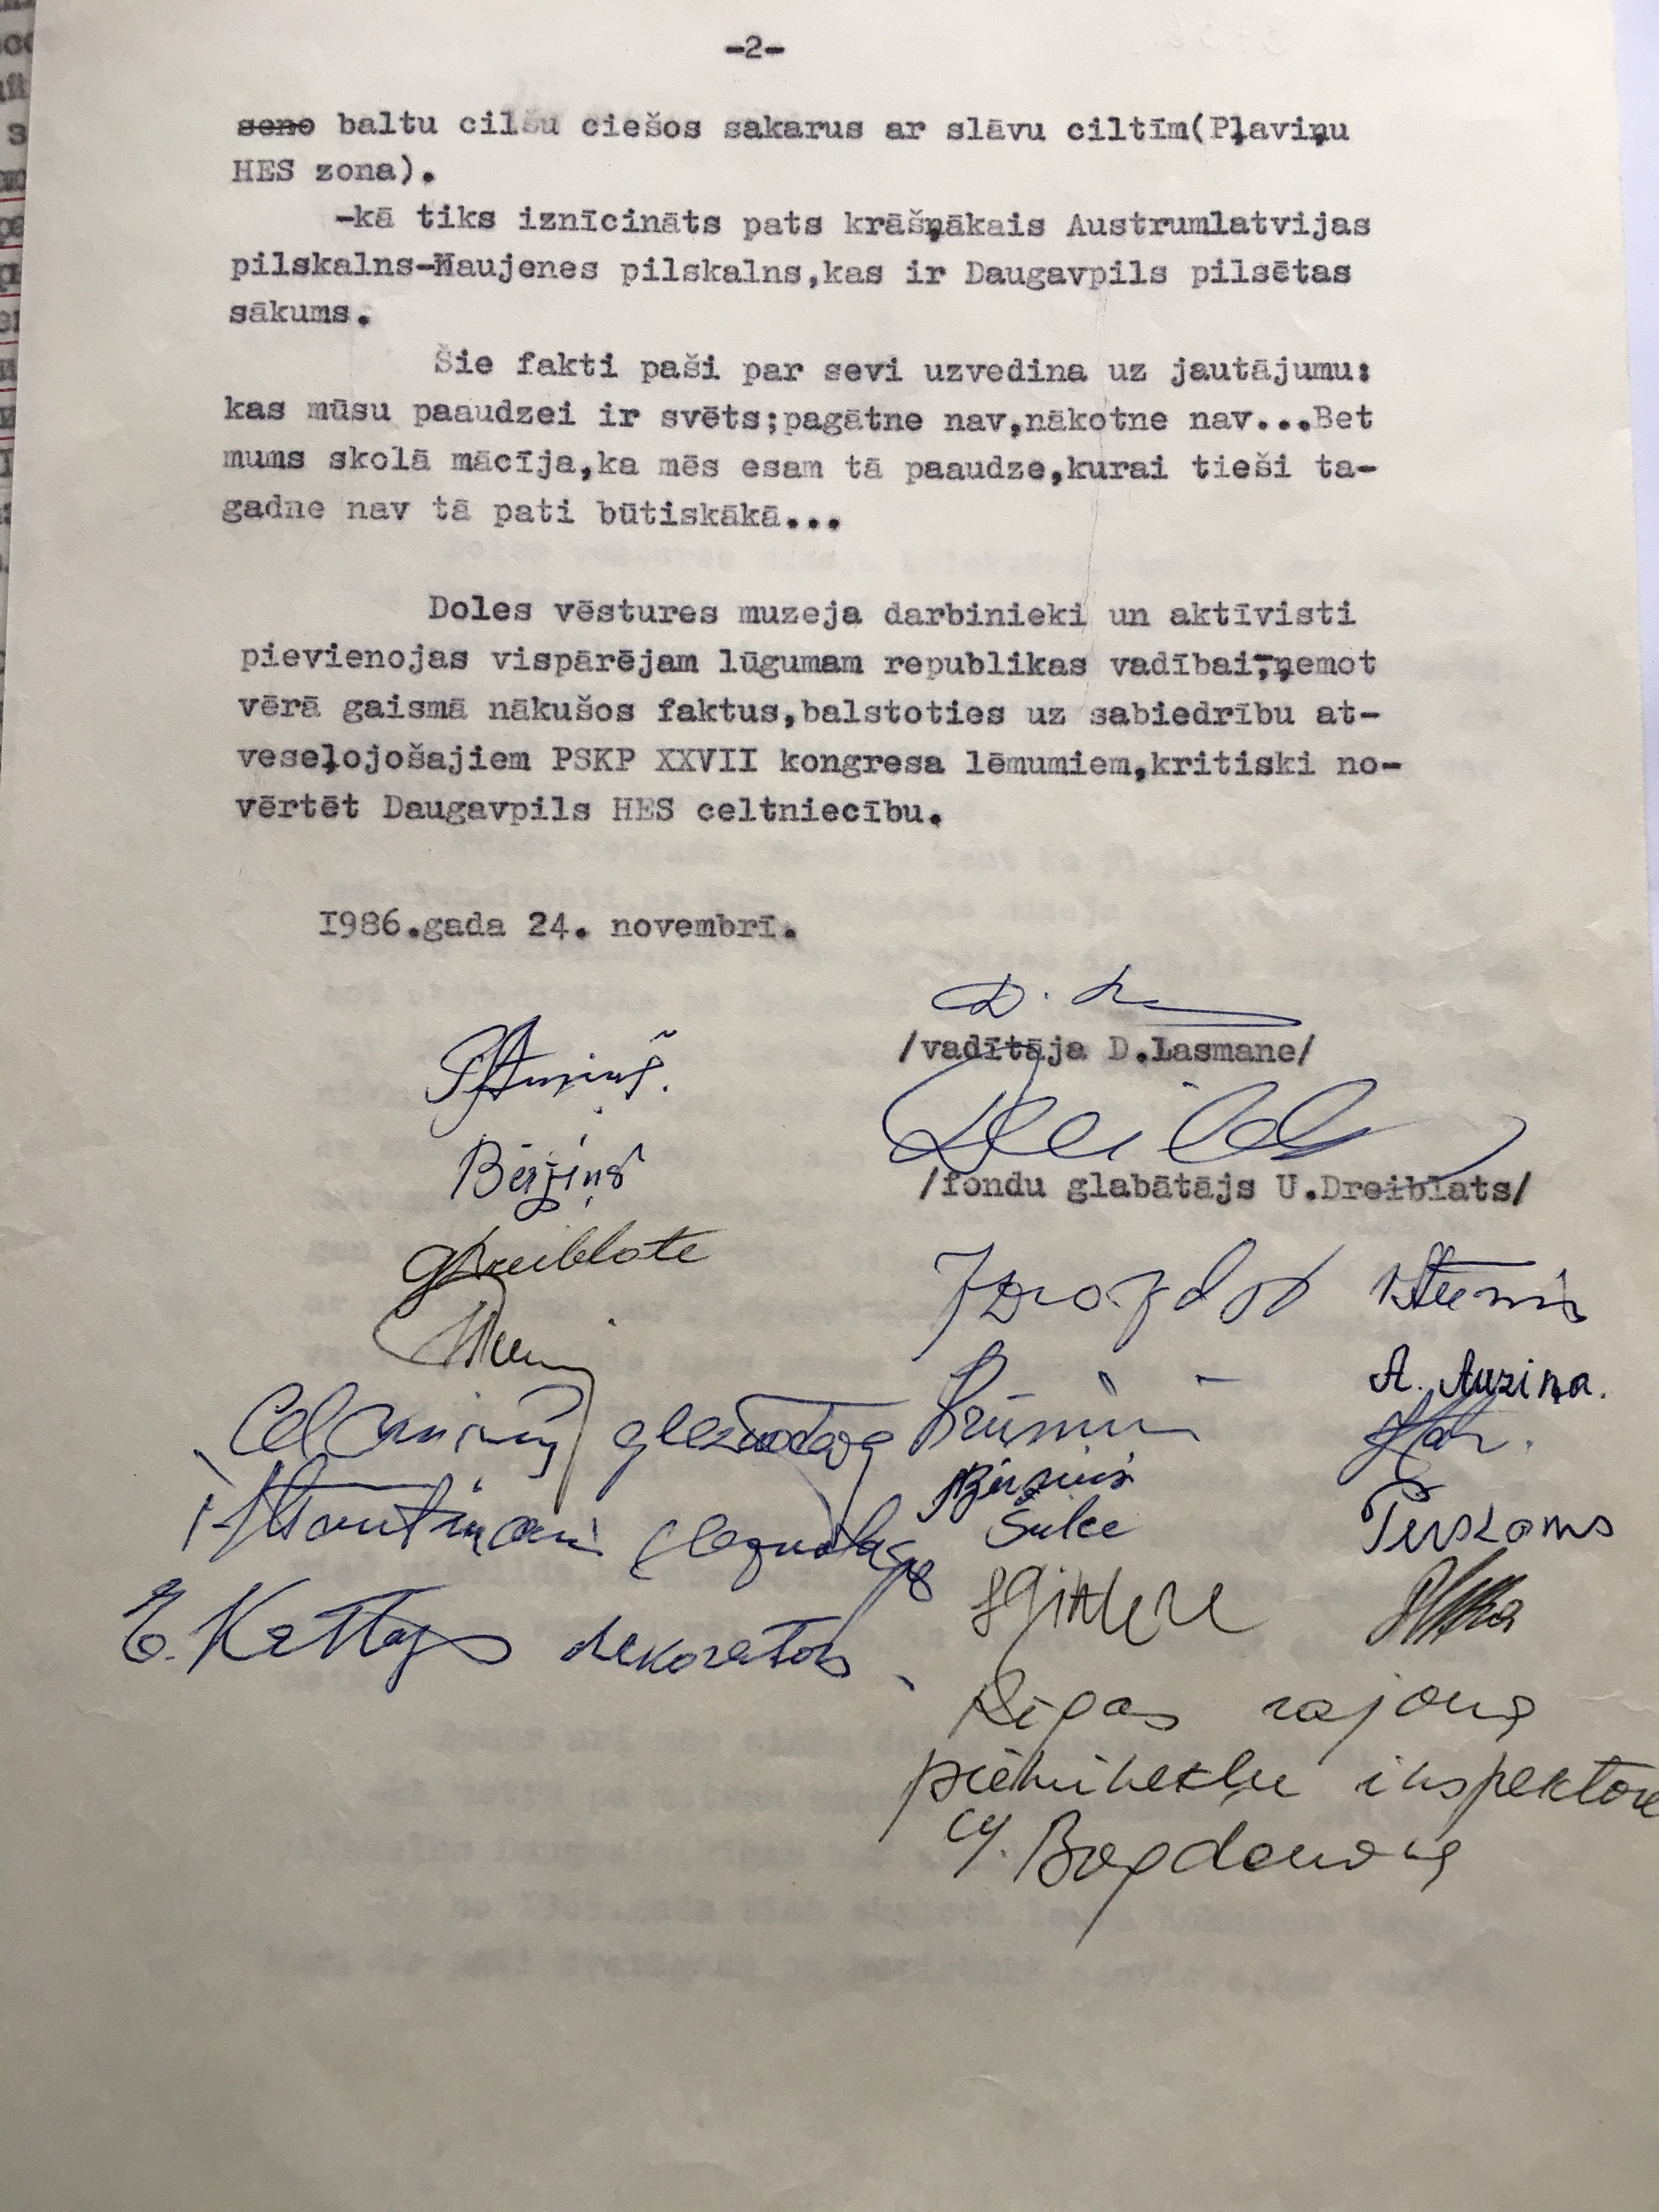 -2-
seno baltu cilšu ciešos sakarus ar slāvu ciltīm(Pļaviņu
HES zona).
-kā tiks iznīcināts pats krāšņākais Austrumlatvijas
pilskalns-Naujenes pilskalns,kas ir Daugavpils pilsētas
sākums.
Šie fakti paši par sevi uzvedina uz jautājumu:
kas mūsu paaudzei ir svēts;pagātne nav,nākotne nav...Bet
mums skolā mācīja,ka mēs esam tā paaudze,kurai tieši ta-
gadne nav tā pati būtiskākā...
Doles vēstures muzeja darbinieki un aktīvisti
pievienojas vispārējam lūgumam republikas vadībai,ņemot
vērā gaismā nākušos faktus,balstoties uz sabiedrību at-
veseļojošajiem PSKP XXVII kongresa lēmumiem,kritiski no-
vērtēt Daugavpils HES celtniecību.
I986.gada 24. novembrī.
/vadītāja D.Lasmane/
Bērziņš
/fondu glabātājs U.Dreiblats/
Dreiblate
A. Auziņa.
Šulce
E. Kettlers dekorators
Rīgas rajona
pieminekļu inspektore
Bogdanova